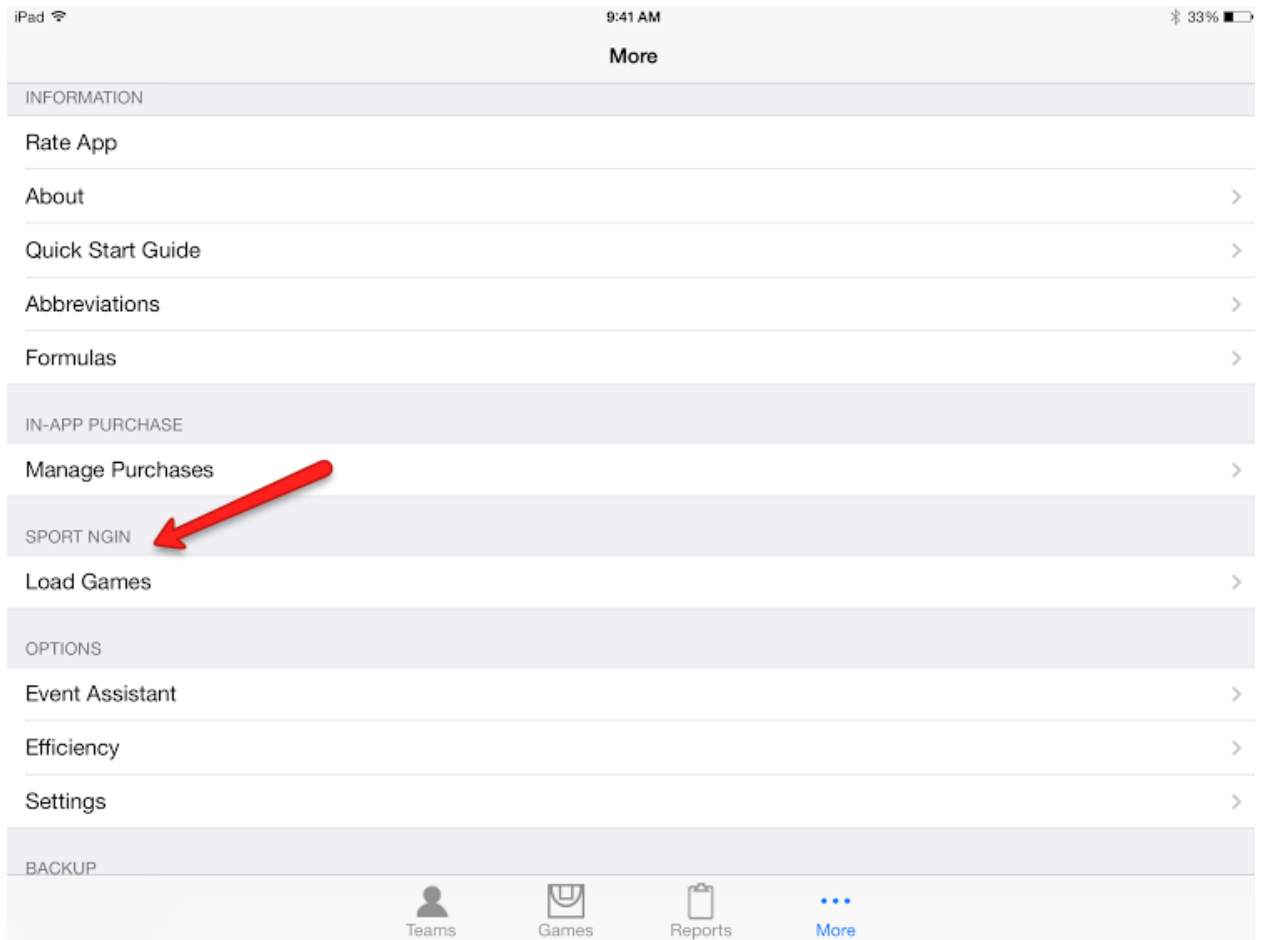 iPad 9:41 AM 33%
More
INFORMATION
Rate App
About
Quick Start Guide
Abbreviations
Formulas
IN-APP PURCHASE
Manage Purchases
SPORT NGIN
Load Games
OPTIONS
Event Assistant
Efficiency
Settings
BACKUP
Teams Games Reports More